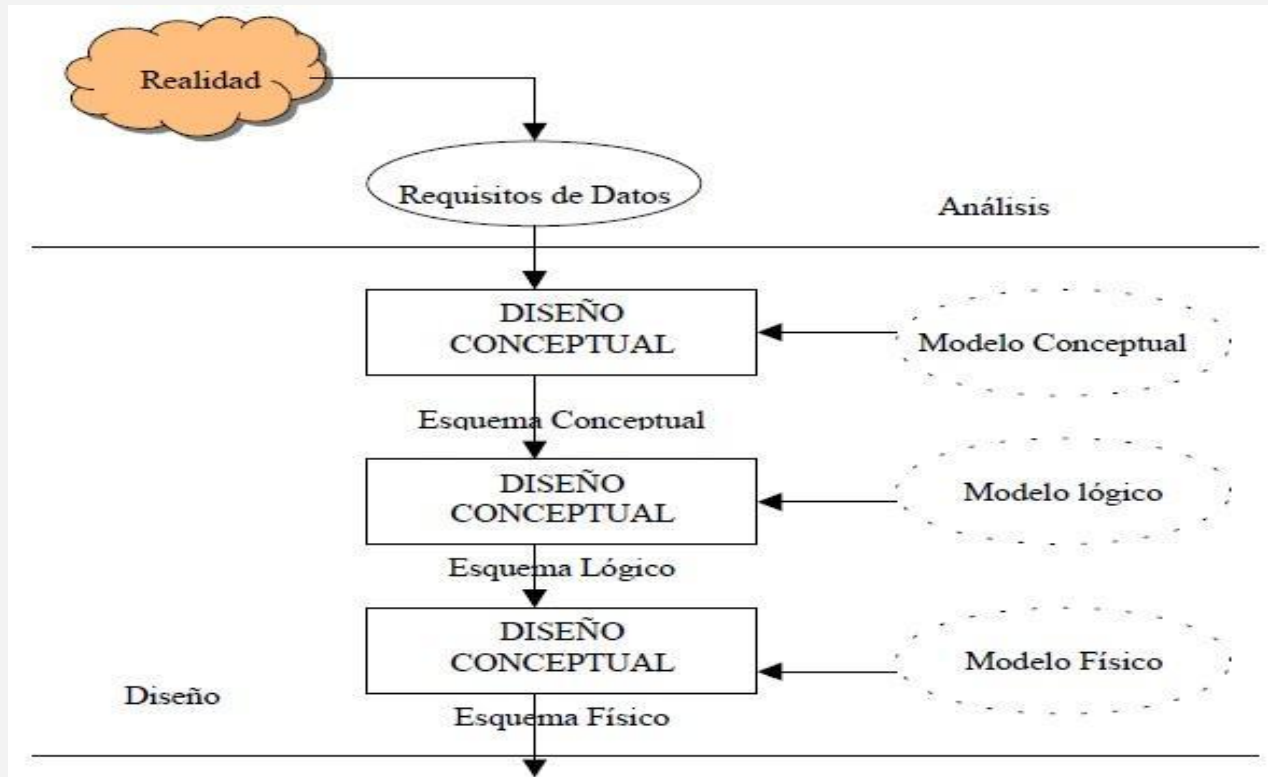 Realidad
Requisitos de Datos
Análisis
DISEÑO
CONCEPTUAL
Modelo Conceptual
Esquema Conceptual
DISEÑO
CONCEPTUAL
Modelo lógico
Esquema Lógico
DISEÑO
CONCEPTUAL
Modelo Físico
Diseño
Esquema Físico